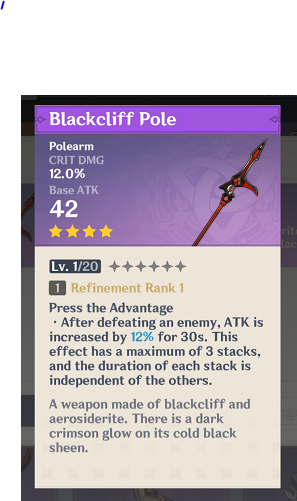 Blackcliff Pole
Polearm
CRIT DMG
12.0%
Base ATK
42
Lv. 1/20
1 Refinement Rank 1
Press the Advantage
· After defeating an enemy, ATK is
increased by 12% for 30s. This
effect has a maximum of 3 stacks,
and the duration of each stack is
independent of the others.
A weapon made of blackcliff and
aerosiderite. There is a dark
crimson glow on its cold black
sheen.